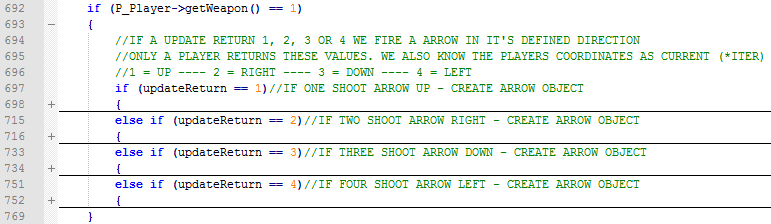 692 if (P_Player->getWeapon() == 1)
693 {
694 //IF A UPDATE RETURN 1, 2, 3 OR 4 WE FIRE A ARROW IN IT'S DEFINED DIRECTION
695 //ONLY A PLAYER RETURNS THESE VALUES. WE ALSO KNOW THE PLAYERS COORDINATES AS CURRENT (*ITER)
696 //1 = UP ---- 2 = RIGHT ---- 3 = DOWN ---- 4 = LEFT
697 if (updateReturn == 1)//IF ONE SHOOT ARROW UP - CREATE ARROW OBJECT
698 {
715 else if (updateReturn == 2)//IF TWO SHOOT ARROW RIGHT - CREATE ARROW OBJECT
716 {
733 else if (updateReturn == 3)//IF THREE SHOOT ARROW DOWN - CREATE ARROW OBJECT
734 {
751 else if (updateReturn == 4)//IF FOUR SHOOT ARROW LEFT - CREATE ARROW OBJECT
752 {
769 }